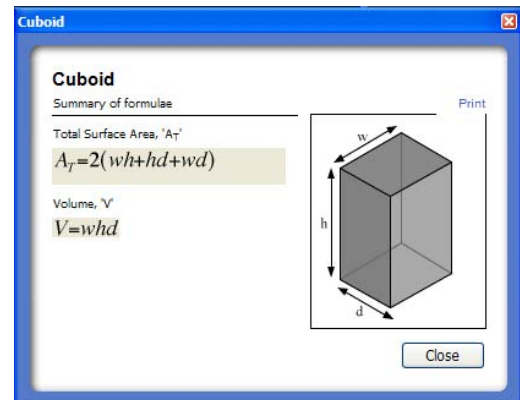 Cuboid
Cuboid
Summary of formulae
Print
Total Surface Area, 'A_T'
A_T=2(wh+hd+wd)
Volume, 'V'
V=whd
w
h
d
Close